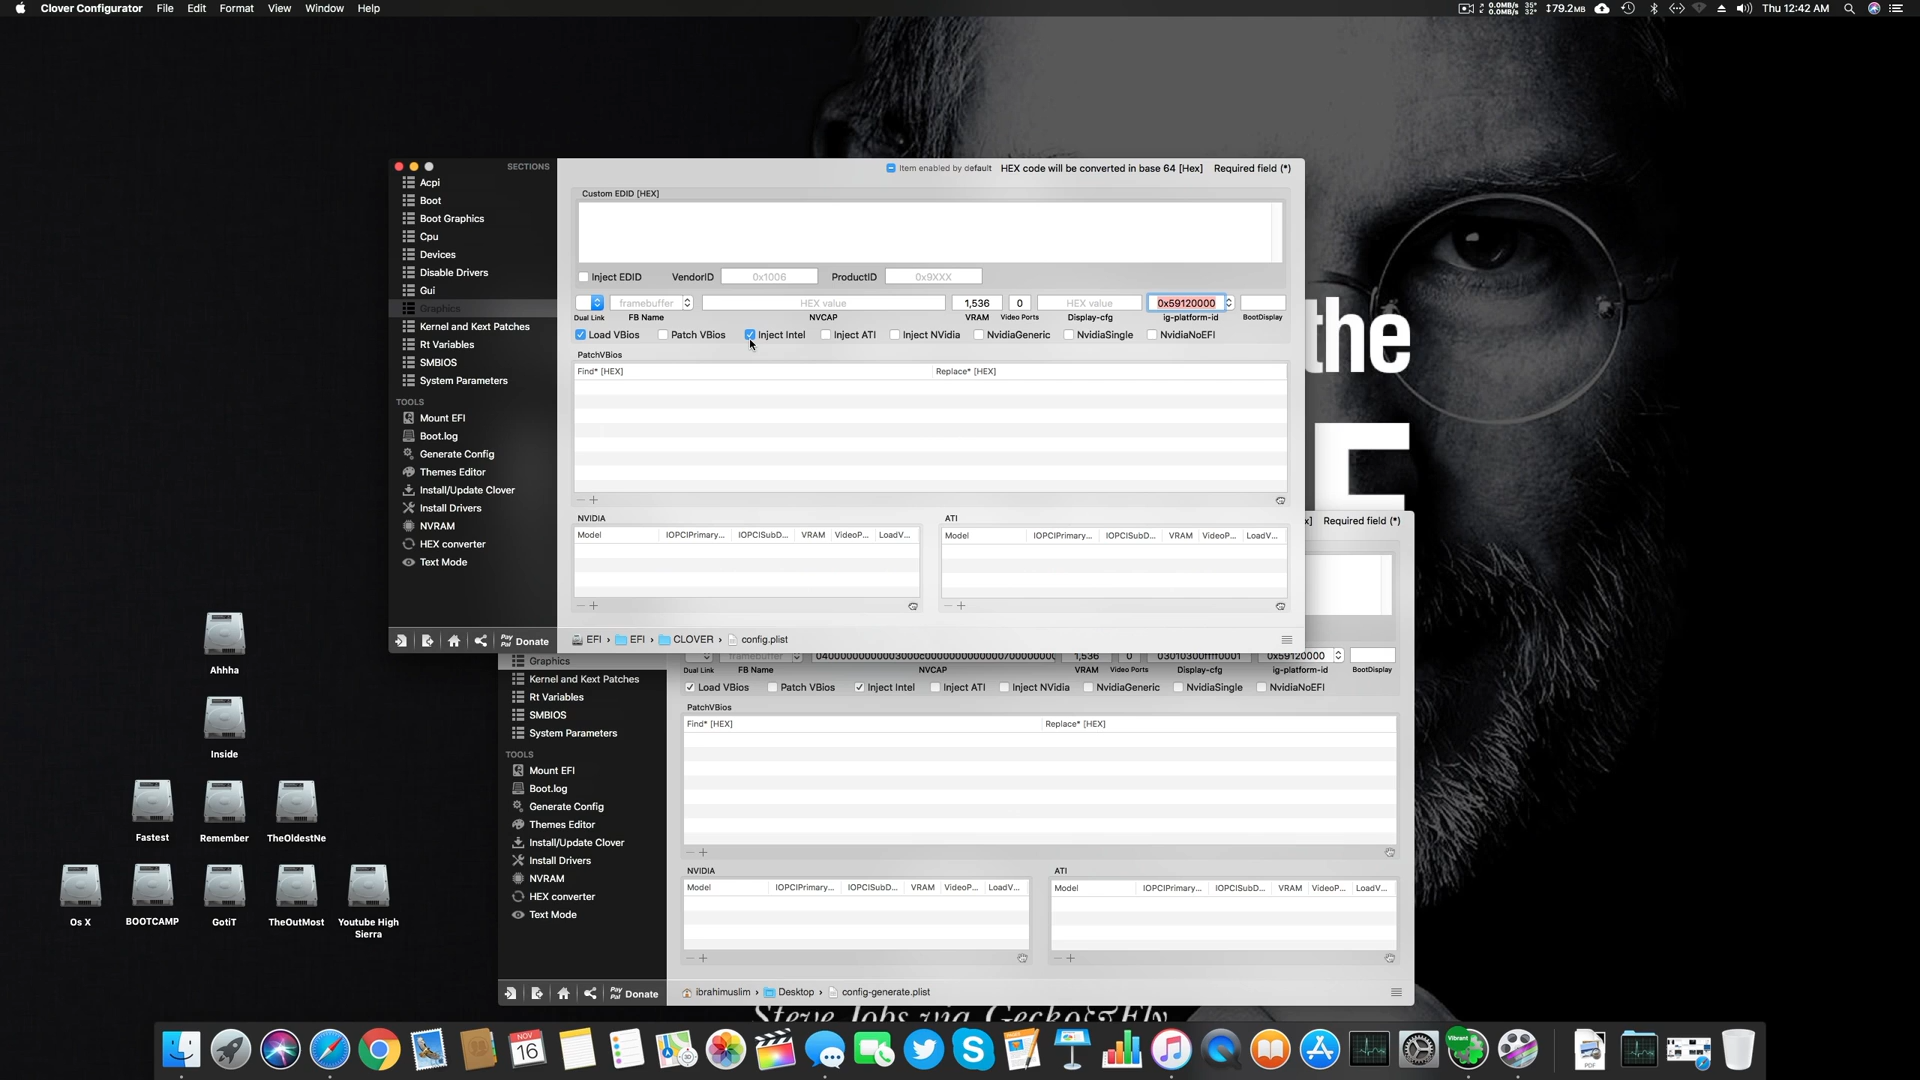 Clover Configurator File Edit Format View Window Help
0.0MB/s 0.0MB/s 35° 32° 79.2MB Thu 12:42 AM
SECTIONS
Acpi
Boot
Boot Graphics
Cpu
Devices
Disable Drivers
Gui
Graphics
Kernel and Kext Patches
Rt Variables
SMBIOS
System Parameters
TOOLS
Mount EFI
Boot.log
Generate Config
Themes Editor
Install/Update Clover
Install Drivers
NVRAM
HEX converter
Text Mode
Pay Pal Donate
Item enabled by default HEX code will be converted in base 64 [Hex] Required field (*)
Custom EDID [HEX]
Inject EDID VendorID 0x1006 ProductID 0x9XXX
framebuffer HEX value 1,536 0 HEX value 0x59120000
Dual Link FB Name NVCAP VRAM Video Ports Display-cfg ig-platform-id BootDisplay
Load VBios Patch VBios Inject Intel Inject ATI Inject NVidia NvidiaGeneric NvidiaSingle NvidiaNoEFI
PatchVBios
Find* [HEX] Replace* [HEX]
NVIDIA
Model IOPCIPrimary... IOPCISubD... VRAM VideoP... LoadV...
ATI
Model IOPCIPrimary... IOPCISubD... VRAM VideoP... LoadV...
EFI › EFI › CLOVER › config.plist
the
E
x] Required field (*)
Graphics
Kernel and Kext Patches
Rt Variables
SMBIOS
System Parameters
TOOLS
Mount EFI
Boot.log
Generate Config
Themes Editor
Install/Update Clover
Install Drivers
NVRAM
HEX converter
Text Mode
Pay Pal Donate
framebuffer 1,536 0 03010300ffff0001 0x59120000
Dual Link FB Name NVCAP VRAM Video Ports Display-cfg ig-platform-id BootDisplay
Load VBios Patch VBios Inject Intel Inject ATI Inject NVidia NvidiaGeneric NvidiaSingle NvidiaNoEFI
PatchVBios
Find* [HEX] Replace* [HEX]
NVIDIA
Model IOPCIPrimary... IOPCISubD... VRAM VideoP... LoadV...
ATI
Model IOPCIPrimary... IOPCISubD... VRAM VideoP... LoadV...
ibrahimuslim › Desktop › config-generate.plist
Steve Jobs via Gecko&Fly
Ahhha
Inside
Fastest
Remember
TheOldestNe
Os X
BOOTCAMP
GotiT
TheOutMost
Youtube High
Sierra
NOV
16
Vibrant
PDF